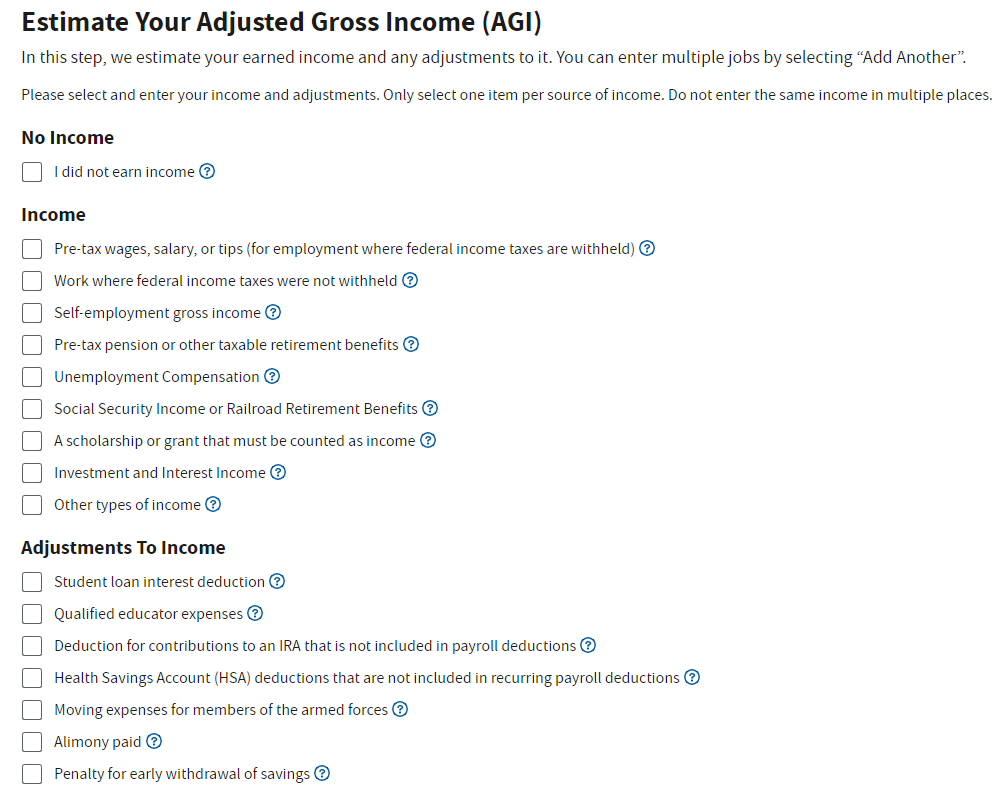 Estimate Your Adjusted Gross Income (AGI)
In this step, we estimate your earned income and any adjustments to it. You can enter multiple jobs by selecting “Add Another”.
Please select and enter your income and adjustments. Only select one item per source of income. Do not enter the same income in multiple places.
No Income
I did not earn income ?
Income
Pre-tax wages, salary, or tips (for employment where federal income taxes are withheld) ?
Work where federal income taxes were not withheld ?
Self-employment gross income ?
Pre-tax pension or other taxable retirement benefits ?
Unemployment Compensation ?
Social Security Income or Railroad Retirement Benefits ?
A scholarship or grant that must be counted as income ?
Investment and Interest Income ?
Other types of income ?
Adjustments To Income
Student loan interest deduction ?
Qualified educator expenses ?
Deduction for contributions to an IRA that is not included in payroll deductions ?
Health Savings Account (HSA) deductions that are not included in recurring payroll deductions ?
Moving expenses for members of the armed forces ?
Alimony paid ?
Penalty for early withdrawal of savings ?